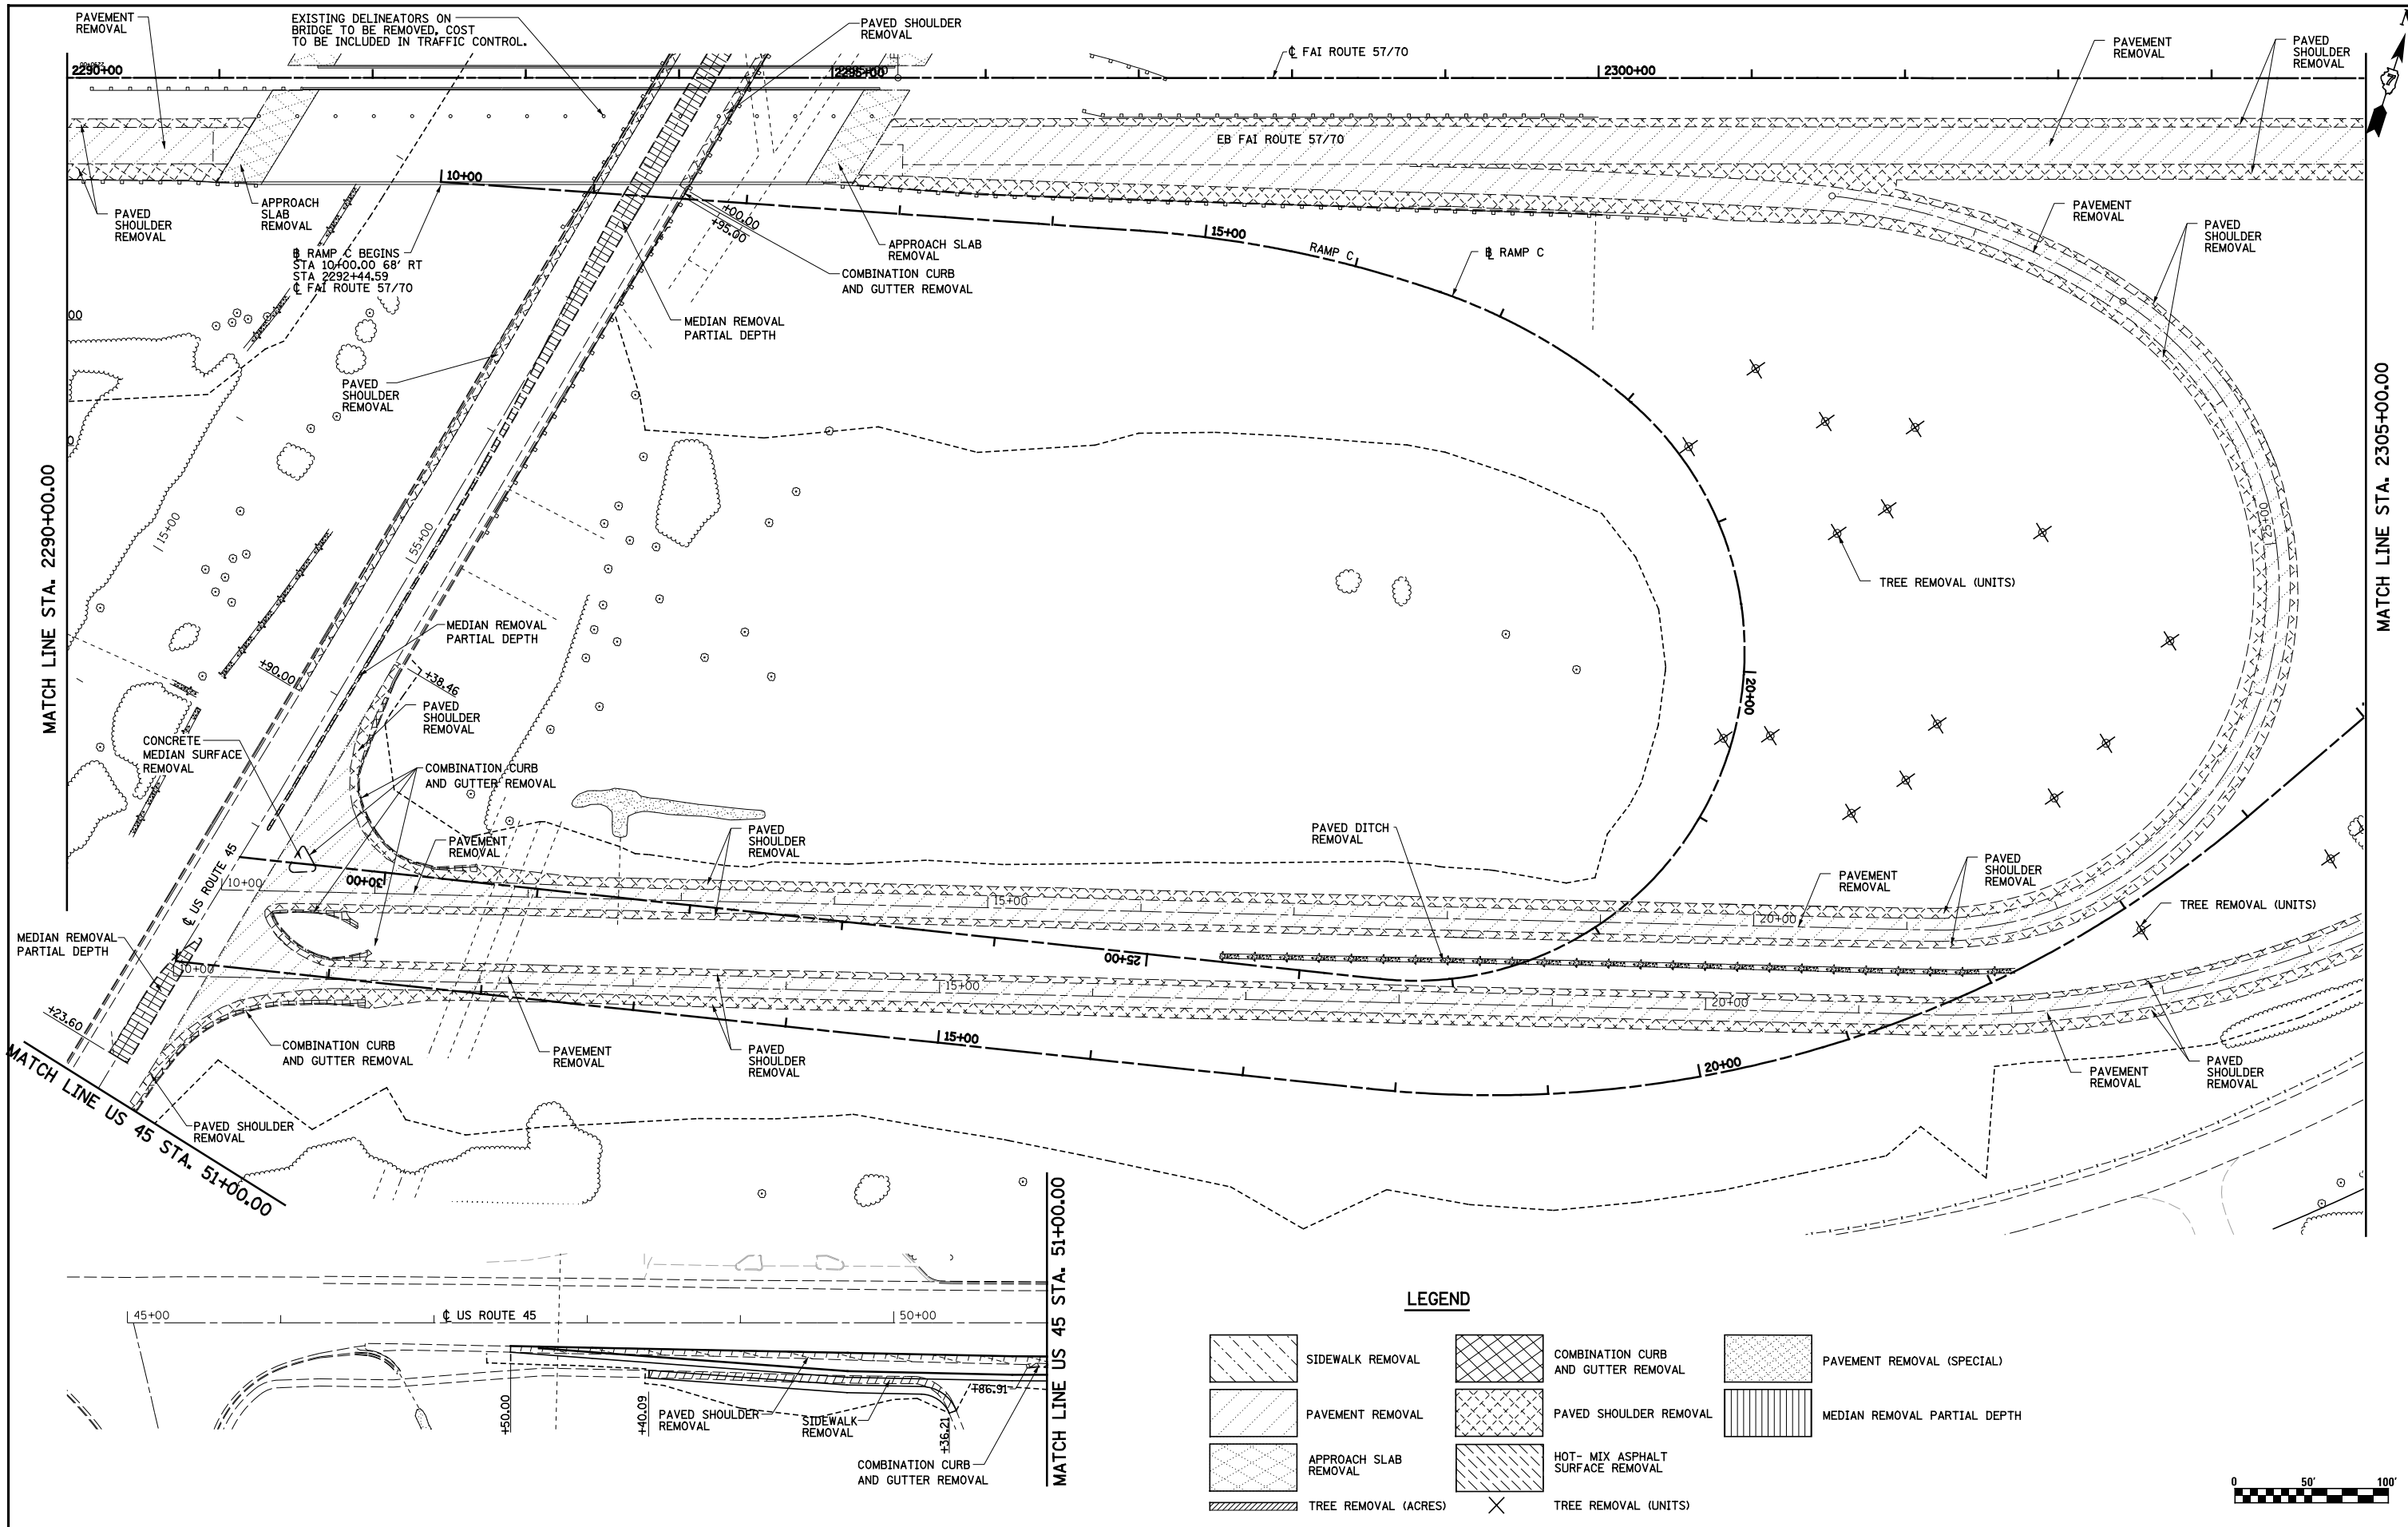 PAVEMENT
REMOVAL
EXISTING DELINEATORS ON
BRIDGE TO BE REMOVED, COST
TO BE INCLUDED IN TRAFFIC CONTROL.
PAVED SHOULDER
REMOVAL
℄ FAI ROUTE 57/70
PAVEMENT
REMOVAL
PAVED
SHOULDER
REMOVAL
N
7
2290+00
2295+00
2300+00
EB FAI ROUTE 57/70
10+00
PAVED
SHOULDER
REMOVAL
APPROACH
SLAB
REMOVAL
+00.00
+95.00
15+00
RAMP C
RAMP C
PAVEMENT
REMOVAL
PAVED
SHOULDER
REMOVAL
APPROACH SLAB
REMOVAL
RAMP C BEGINS
STA 10+00.00 68' RT
STA 2292+44.59
℄ FAI ROUTE 57/70
COMBINATION CURB
AND GUTTER REMOVAL
MEDIAN REMOVAL
PARTIAL DEPTH
00
0
PAVED
SHOULDER
REMOVAL
MATCH LINE STA. 2290+00.00
MATCH LINE STA. 2305+00.00
15+00
55+00
25+00
TREE REMOVAL (UNITS)
MEDIAN REMOVAL
PARTIAL DEPTH
+90.00
+38.46
20+00
PAVED
SHOULDER
REMOVAL
CONCRETE
MEDIAN SURFACE
REMOVAL
COMBINATION CURB
AND GUTTER REMOVAL
PAVEMENT
REMOVAL
PAVED
SHOULDER
REMOVAL
PAVED DITCH
REMOVAL
PAVEMENT
REMOVAL
PAVED
SHOULDER
REMOVAL
TREE REMOVAL (UNITS)
℄ US ROUTE 45
10+00
30+00
15+00
20+00
MEDIAN REMOVAL
PARTIAL DEPTH
10+00
25+00
15+00
20+00
+23.60
COMBINATION CURB
AND GUTTER REMOVAL
PAVEMENT
REMOVAL
PAVED
SHOULDER
REMOVAL
15+00
20+00
PAVEMENT
REMOVAL
PAVED
SHOULDER
REMOVAL
MATCH LINE US 45 STA. 51+00.00
PAVED SHOULDER
REMOVAL
45+00
℄ US ROUTE 45
50+00
MATCH LINE US 45 STA. 51+00.00
+50.00
+40.09
PAVED SHOULDER
REMOVAL
SIDEWALK
REMOVAL
+36.21
+86.91
COMBINATION CURB
AND GUTTER REMOVAL
LEGEND
SIDEWALK REMOVAL
COMBINATION CURB
AND GUTTER REMOVAL
PAVEMENT REMOVAL (SPECIAL)
PAVEMENT REMOVAL
PAVED SHOULDER REMOVAL
MEDIAN REMOVAL PARTIAL DEPTH
APPROACH SLAB
REMOVAL
HOT- MIX ASPHALT
SURFACE REMOVAL
TREE REMOVAL (ACRES)
TREE REMOVAL (UNITS)
0 50' 100'